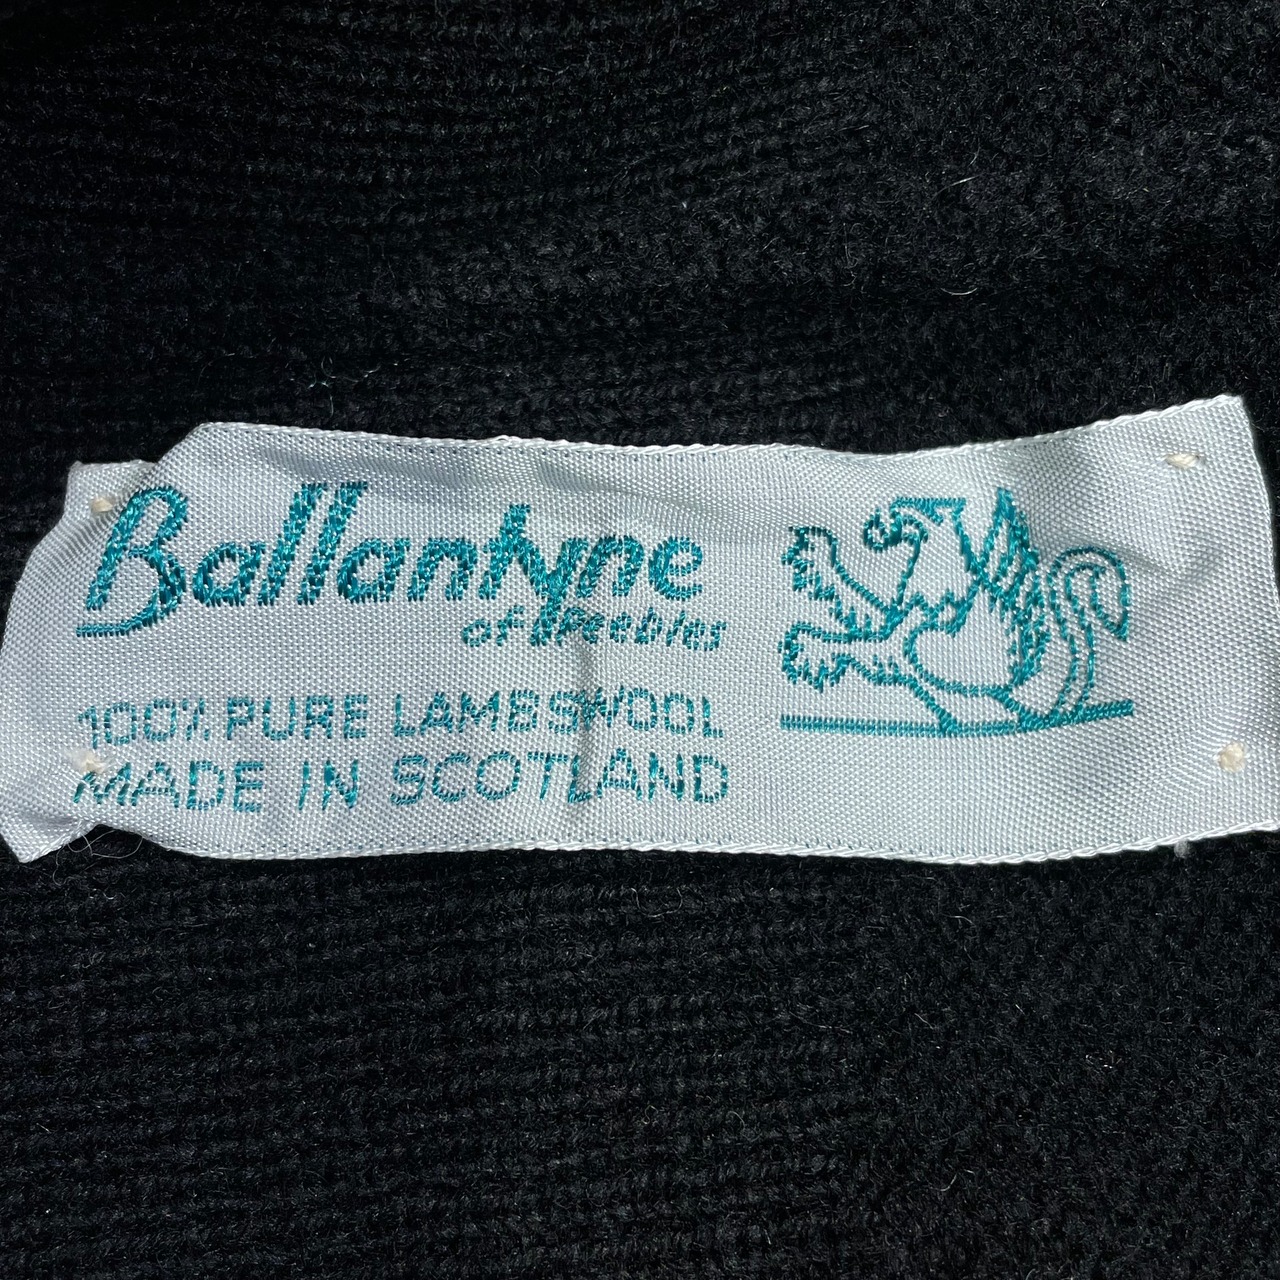 Ballantyne
of Peebles
100% PURE LAMBSWOOL
MADE IN SCOTLAND